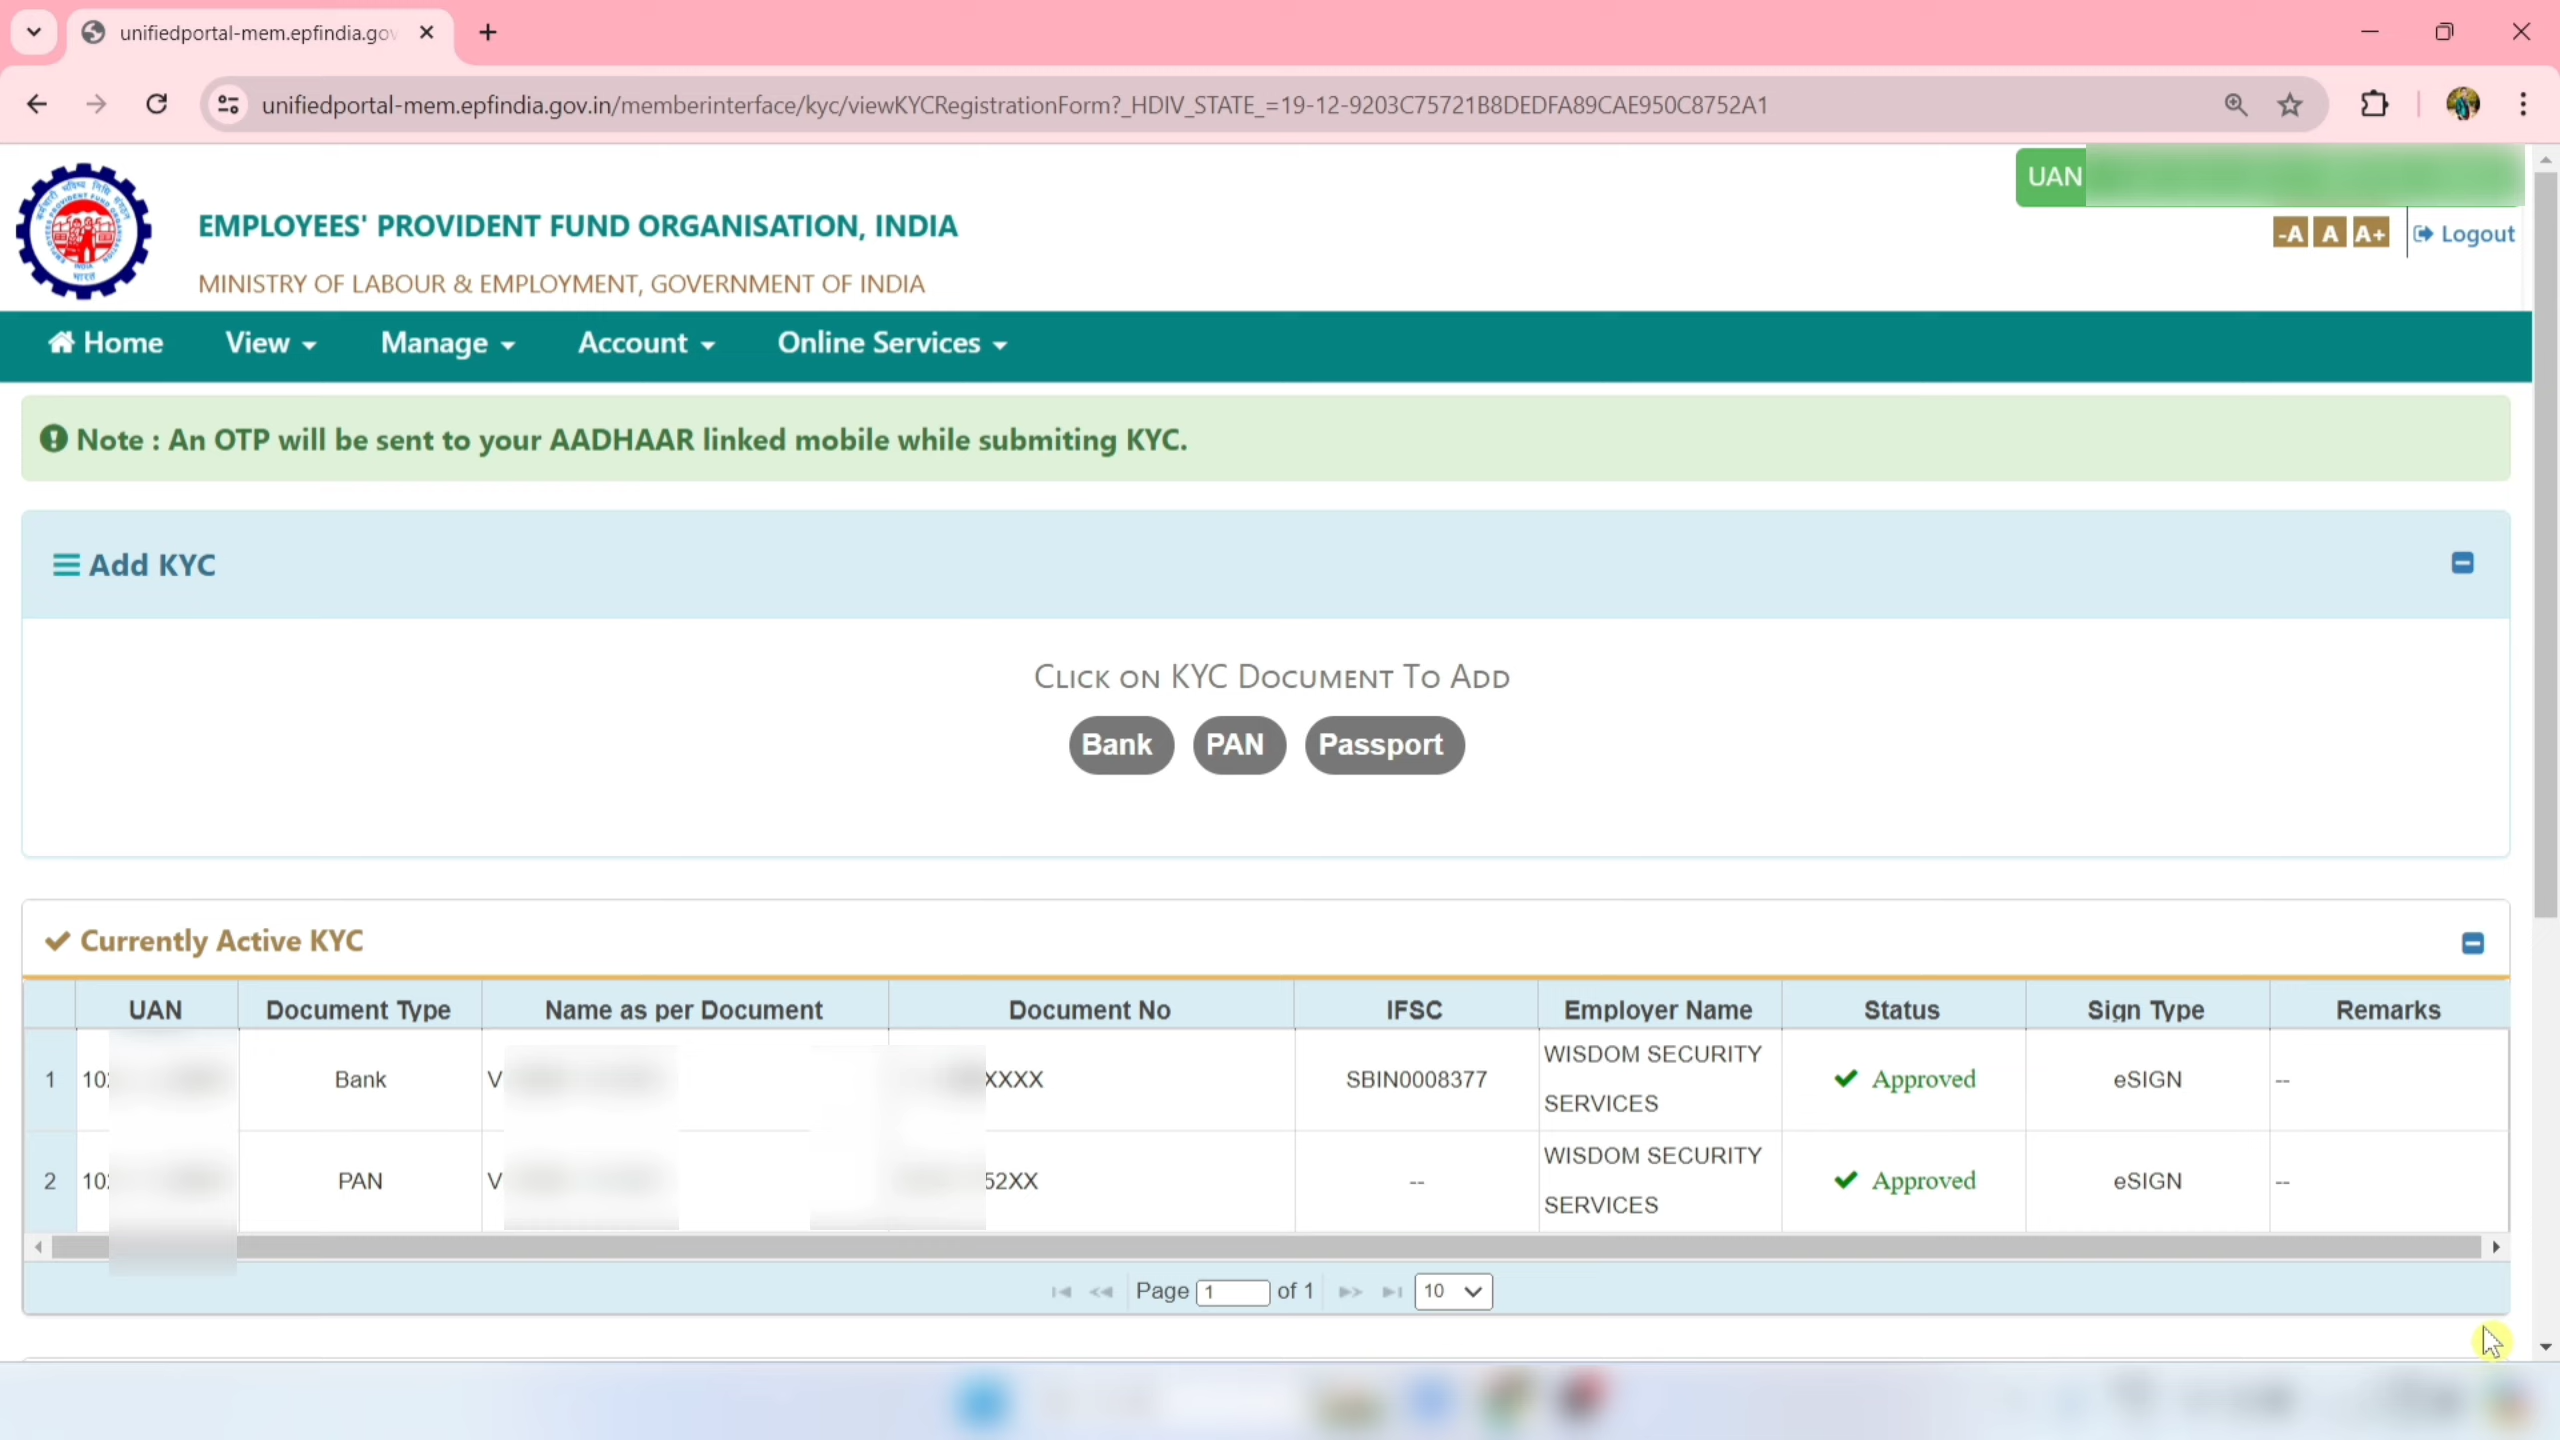 unifiedportal-mem.epfindia.gov
unifiedportal-mem.epfindia.gov.in/memberinterface/kyc/viewKYCRegistrationForm?_HDIV_STATE_=19-12-9203C75721B8DEDFA89CAE950C8752A1
UAN
EMPLOYEES' PROVIDENT FUND ORGANISATION, INDIA
-A A A+ Logout
MINISTRY OF LABOUR & EMPLOYMENT, GOVERNMENT OF INDIA
Home View Manage Account Online Services
Note : An OTP will be sent to your AADHAAR linked mobile while submiting KYC.
Add KYC
CLICK ON KYC DOCUMENT TO ADD
Bank PAN Passport
Currently Active KYC
UAN Document Type Name as per Document Document No IFSC Employer Name Status Sign Type Remarks
1 10 Bank V XXXX SBIN0008377 WISDOM SECURITY SERVICES Approved eSIGN --
2 10 PAN V 52XX -- WISDOM SECURITY SERVICES Approved eSIGN --
Page 1 of 1 10